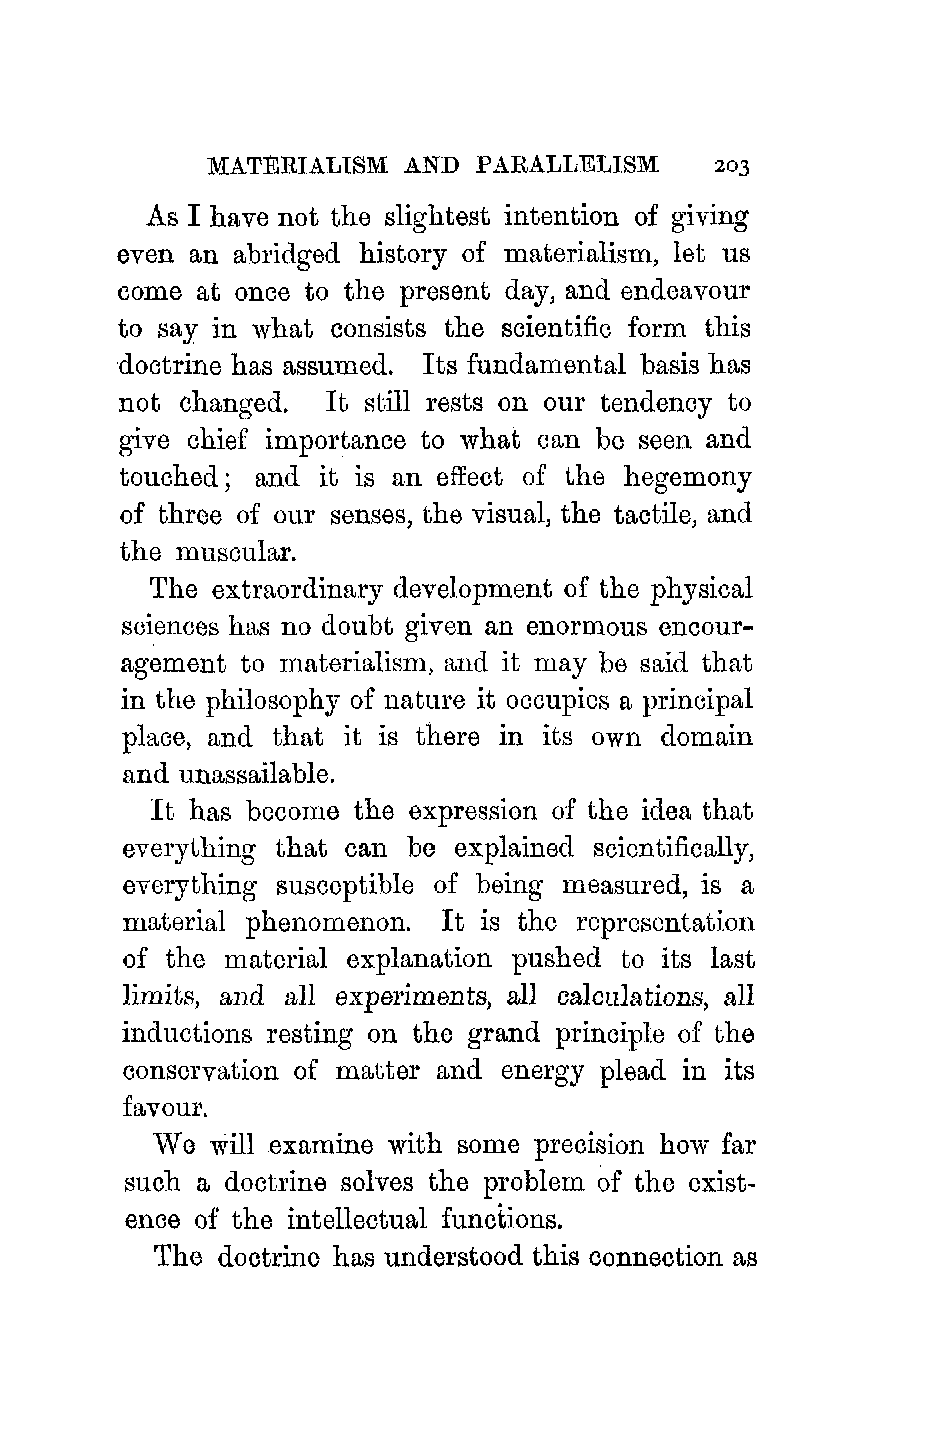 MATERIALISM AND PARALLELISM 203
As I have not the slightest intention of giving
even an abridged history of materialism, let us
come at once to the present day, and endeavour
to say in what consists the scientific form this
doctrine has assumed. Its fundamental basis has
not changed. It still rests on our tendency to
give chief importance to what can be seen and
touched; and it is an effect of the hegemony
of three of our senses, the visual, the tactile, and
the muscular.
The extraordinary development of the physical
sciences has no doubt given an enormous encour-
agement to materialism, and it may be said that
in the philosophy of nature it occupies a principal
place, and that it is there in its own domain
and unassailable.
It has become the expression of the idea that
everything that can be explained scientifically,
everything susceptible of being measured, is a
material phenomenon. It is the representation
of the material explanation pushed to its last
limits, and all experiments, all calculations, all
inductions resting on the grand principle of the
conservation of matter and energy plead in its
favour.
We will examine with some precision how far
such a doctrine solves the problem of the exist-
ence of the intellectual functions.
The doctrine has understood this connection as